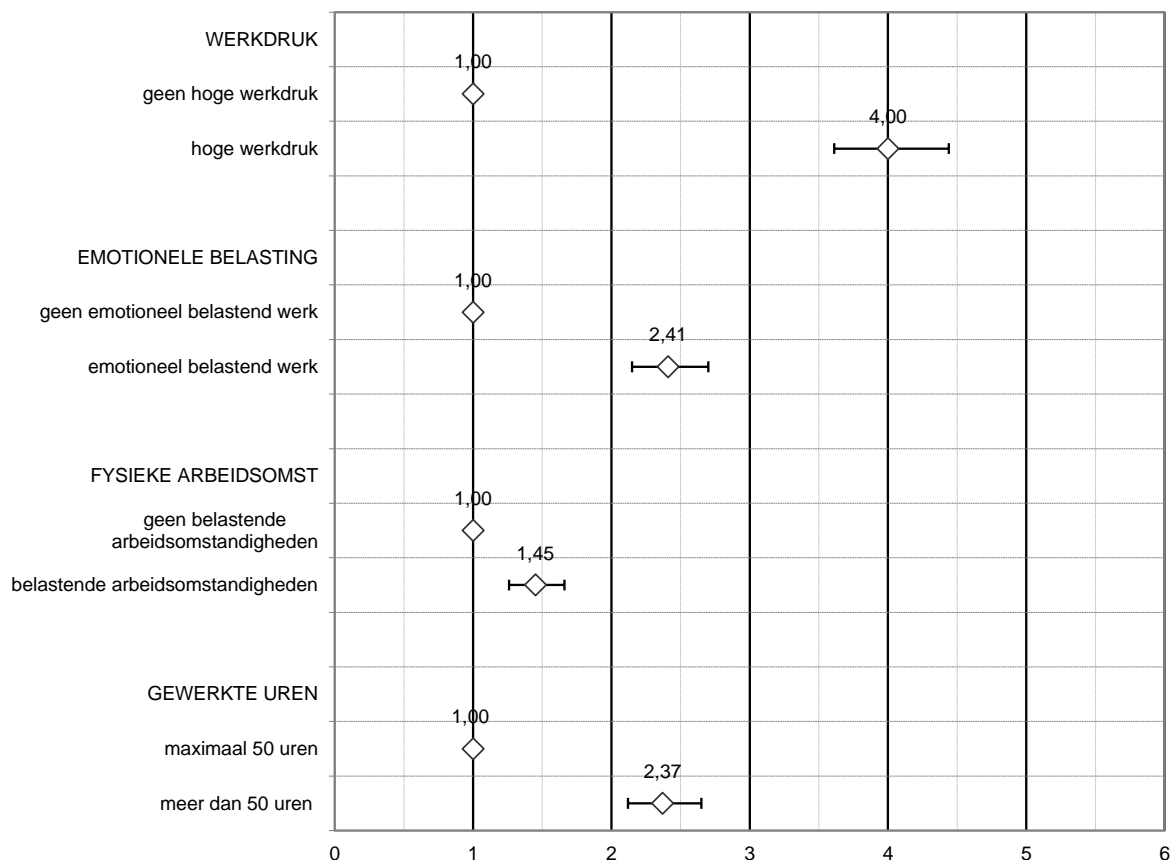 WERKDRUK
1,00
geen hoge werkdruk
4,00
hoge werkdruk
EMOTIONELE BELASTING
1,00
geen emotioneel belastend werk
2,41
emotioneel belastend werk
FYSIEKE ARBEIDSOMST
1,00
geen belastende
arbeidsomstandigheden
1,45
belastende arbeidsomstandigheden
GEWERKTE UREN
1,00
maximaal 50 uren
2,37
meer dan 50 uren
0 1 2 3 4 5 6